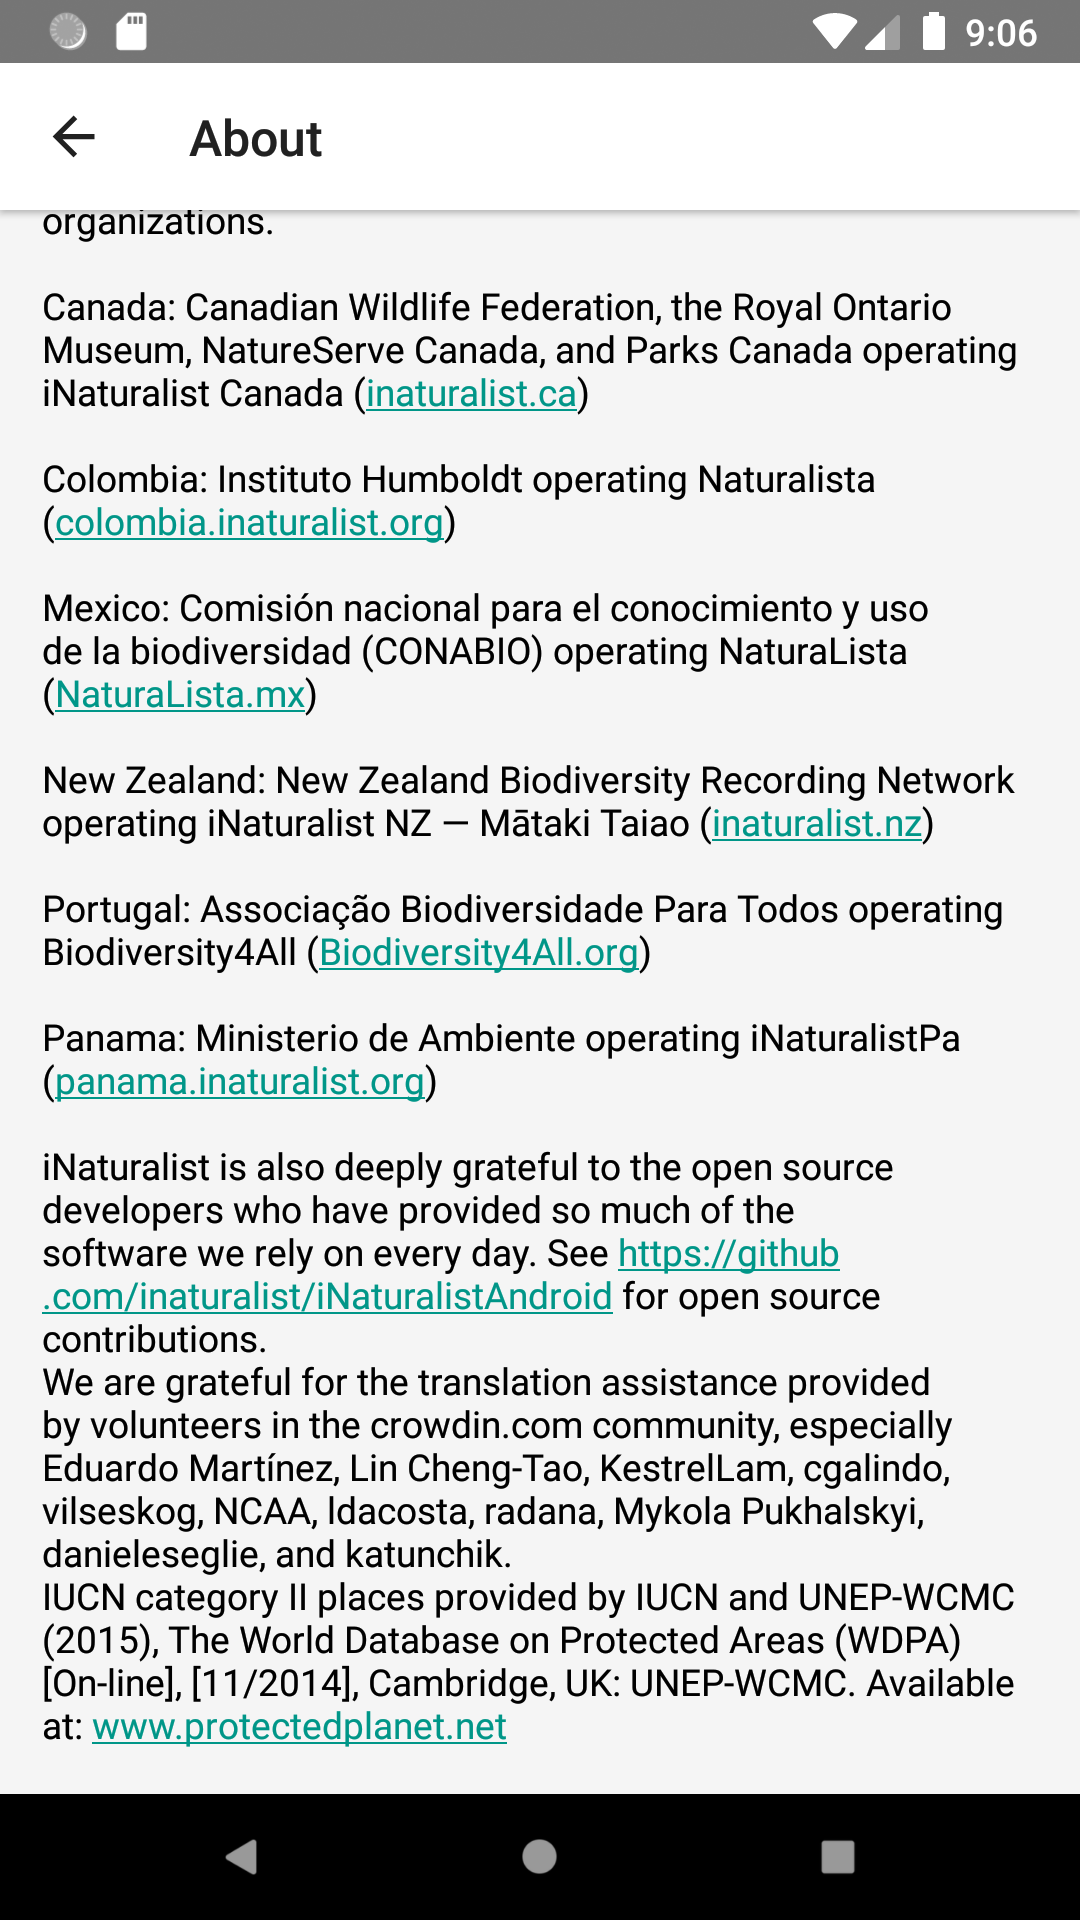 9:06
About
organizations.
Canada: Canadian Wildlife Federation, the Royal Ontario
Museum, NatureServe Canada, and Parks Canada operating
iNaturalist Canada (inaturalist.ca)
Colombia: Instituto Humboldt operating Naturalista
(colombia.inaturalist.org)
Mexico: Comisión nacional para el conocimiento y uso
de la biodiversidad (CONABIO) operating NaturaLista
(NaturaLista.mx)
New Zealand: New Zealand Biodiversity Recording Network
operating iNaturalist NZ — Mātaki Taiao (inaturalist.nz)
Portugal: Associação Biodiversidade Para Todos operating
Biodiversity4All (Biodiversity4All.org)
Panama: Ministerio de Ambiente operating iNaturalistPa
(panama.inaturalist.org)
iNaturalist is also deeply grateful to the open source
developers who have provided so much of the
software we rely on every day. See https://github
.com/inaturalist/iNaturalistAndroid for open source
contributions.
We are grateful for the translation assistance provided
by volunteers in the crowdin.com community, especially
Eduardo Martínez, Lin Cheng-Tao, KestrelLam, cgalindo,
vilseskog, NCAA, ldacosta, radana, Mykola Pukhalskyi,
danieleseglie, and katunchik.
IUCN category II places provided by IUCN and UNEP-WCMC
(2015), The World Database on Protected Areas (WDPA)
[On-line], [11/2014], Cambridge, UK: UNEP-WCMC. Available
at: www.protectedplanet.net